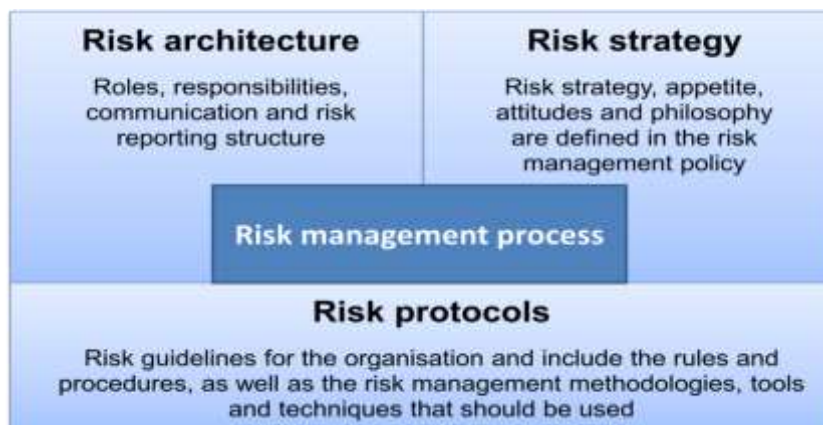 Risk architecture
Roles, responsibilities,
communication and risk
reporting structure
Risk strategy
Risk strategy, appetite,
attitudes and philosophy
are defined in the risk
management policy
Risk management process
Risk protocols
Risk guidelines for the organisation and include the rules and
procedures, as well as the risk management methodologies, tools
and techniques that should be used